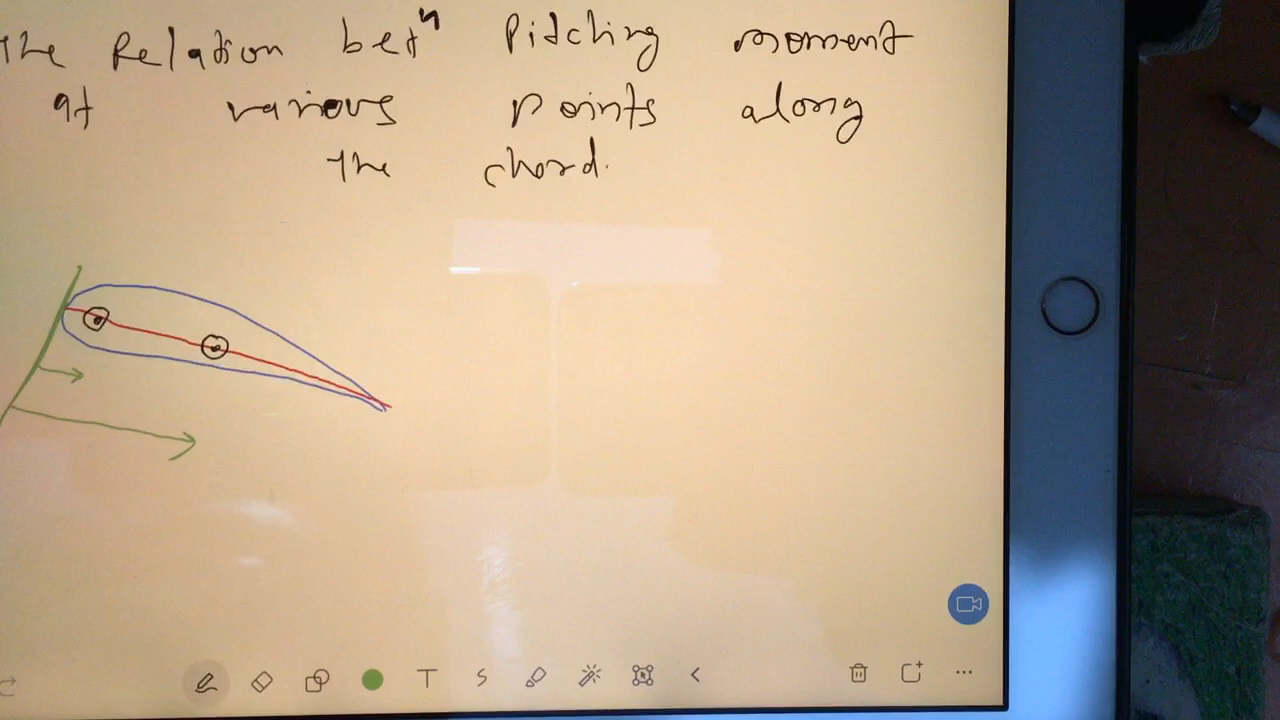 The Relation betⁿ Pitching moment
at various points along
the chord.
T